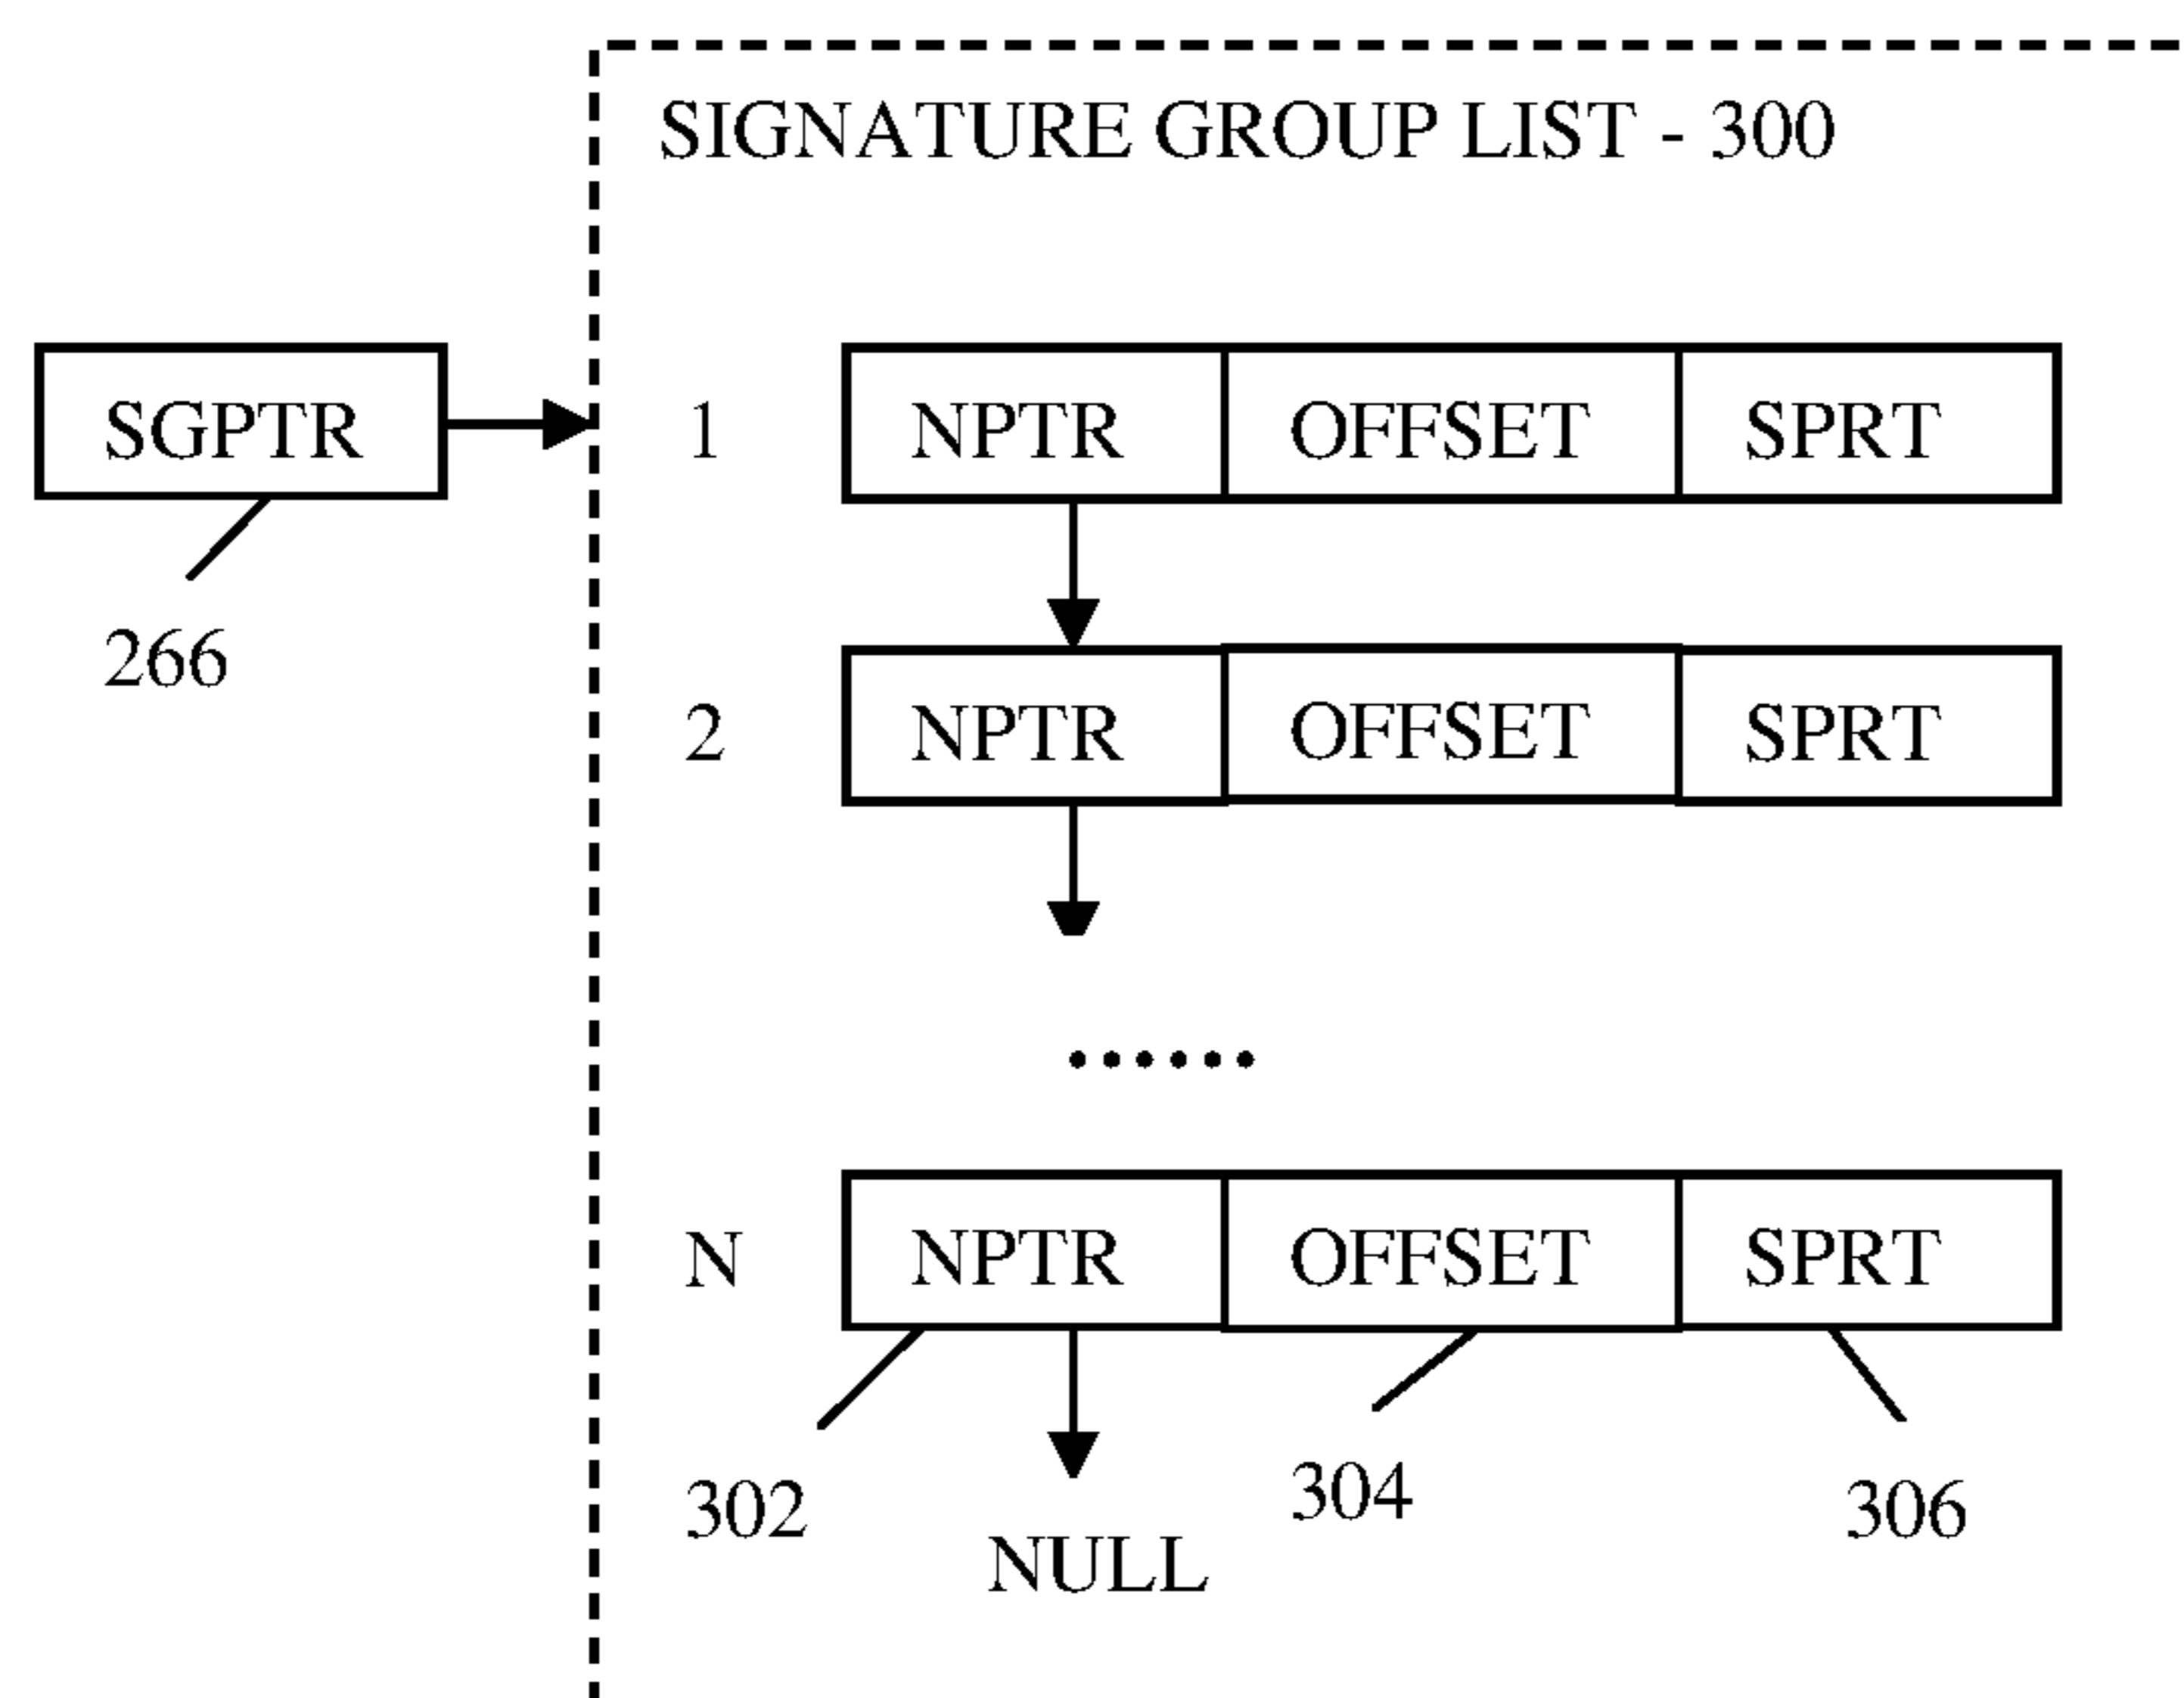 SIGNATURE GROUP LIST - 300
SGPTR
266
1 NPTR OFFSET SPRT
2 NPTR OFFSET SPRT
......
N NPTR OFFSET SPRT
302
304
306
NULL